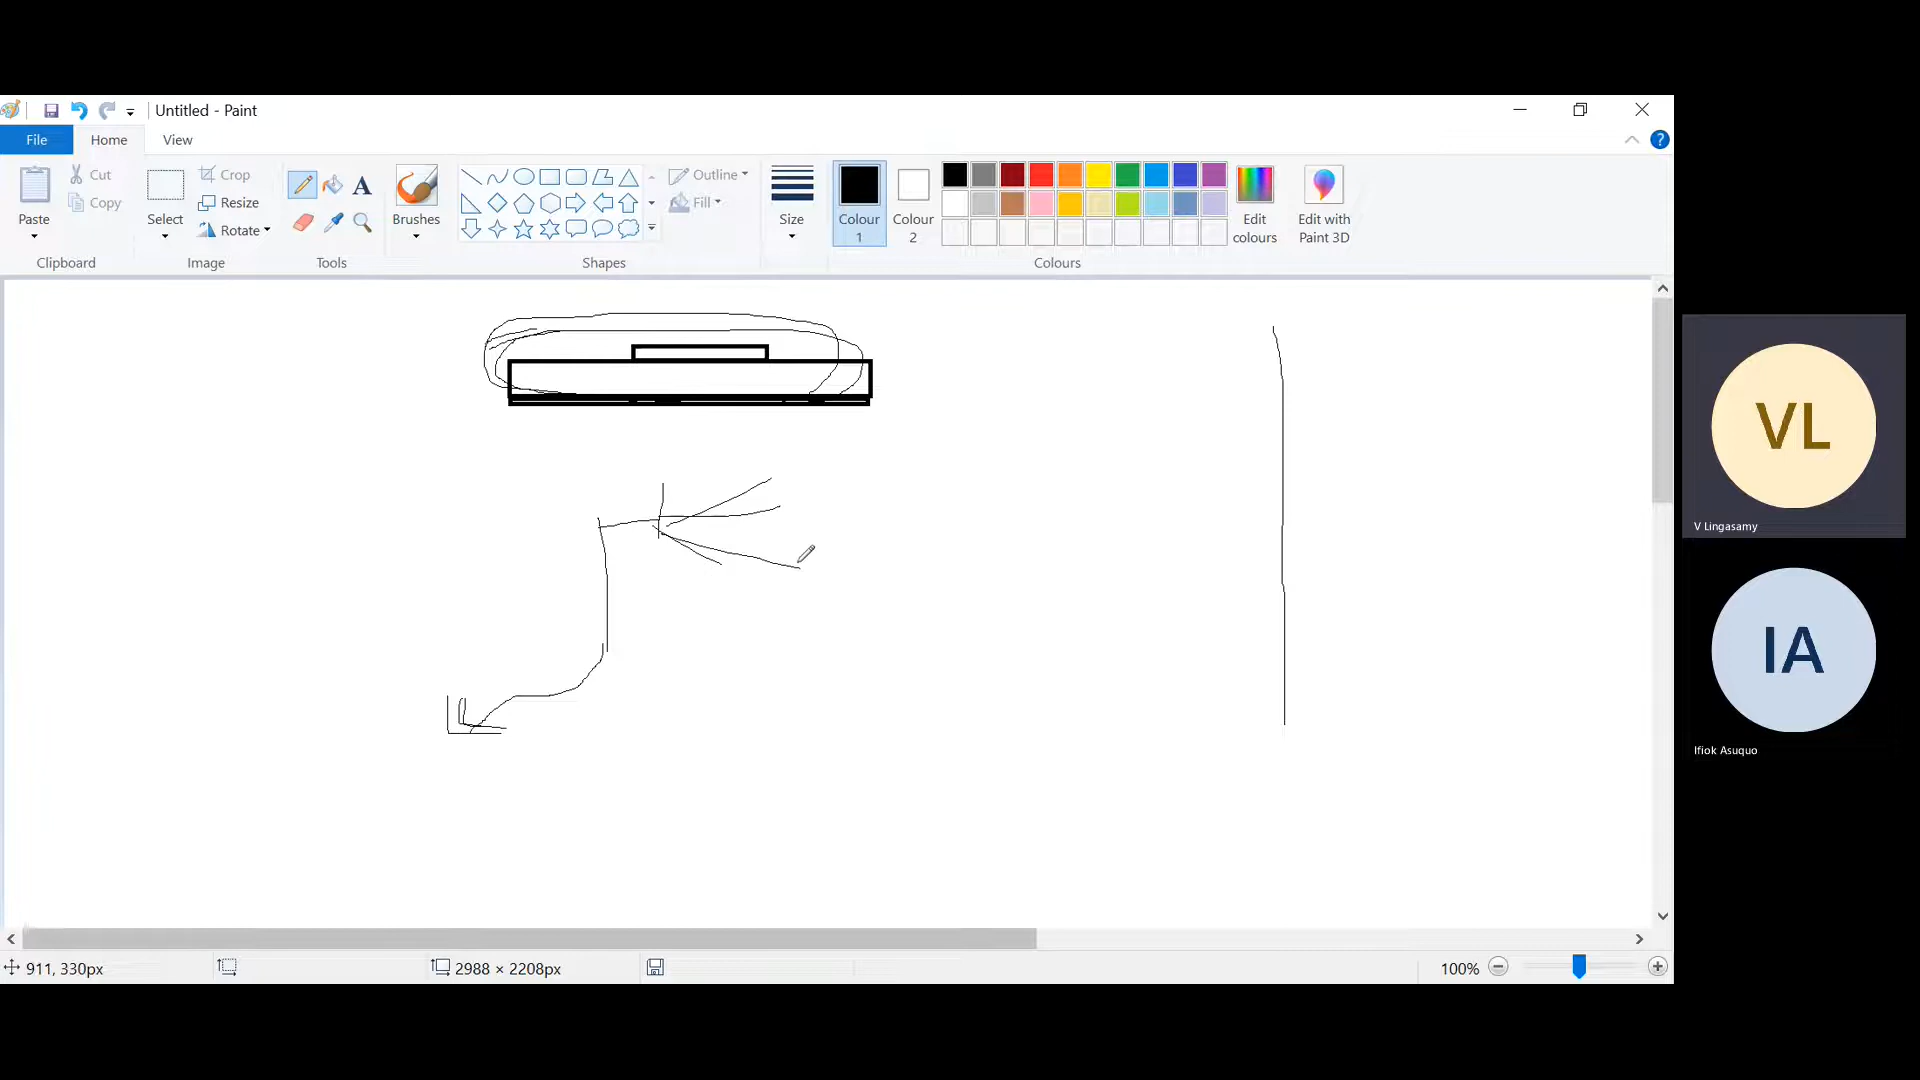 Untitled - Paint
File Home View
Paste
Cut
Copy
Clipboard
Select
Crop
Resize
Rotate
Image
A
Tools
Brushes
Shapes
Outline
Fill
Size
Colour
1
Colour
2
Colours
Edit
colours
Edit with
Paint 3D
?
VL
V Lingasamy
IA
Ifiok Asuquo
911, 330px
2988 × 2208px
100%